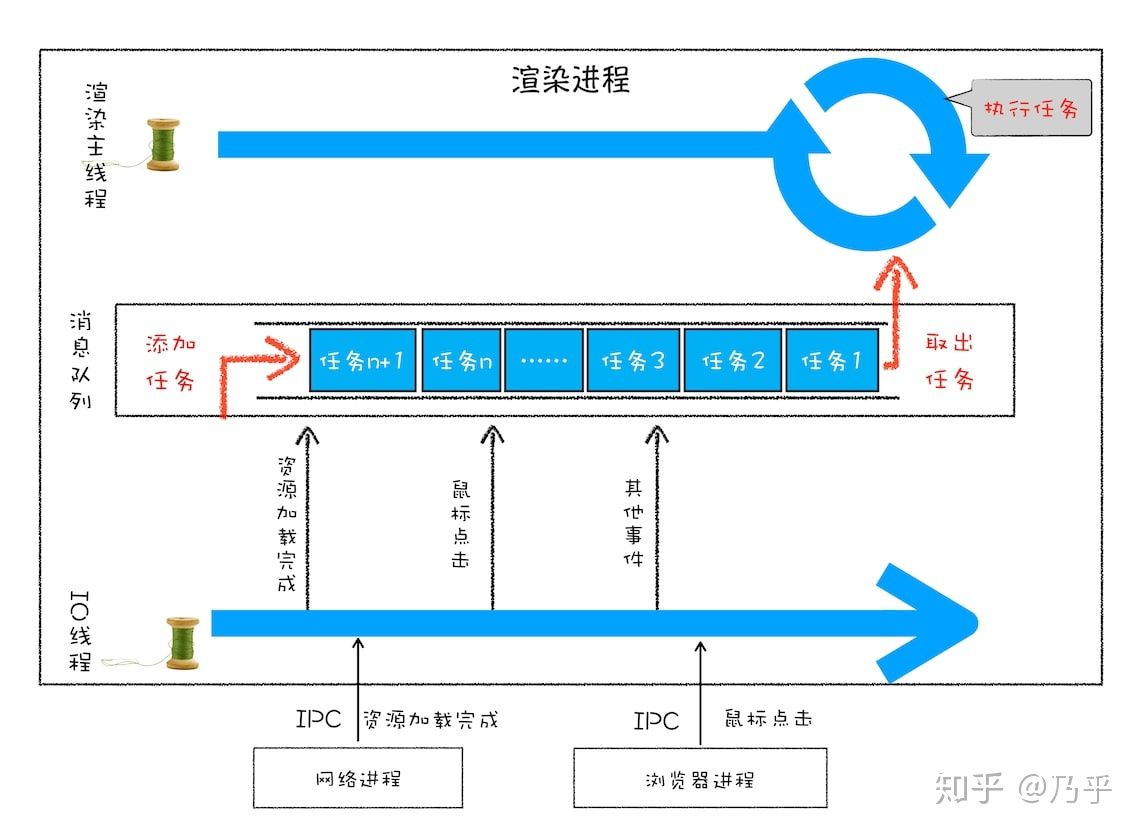 渲染进程
渲染主线程
执行任务
消息队列
添加
任务
任务n+1
任务n
……
任务3
任务2
任务1
取出
任务
资源加载完成
鼠标点击
其他事件
IO线程
IPC 资源加载完成
IPC 鼠标点击
网络进程
浏览器进程
知乎 @乃乎